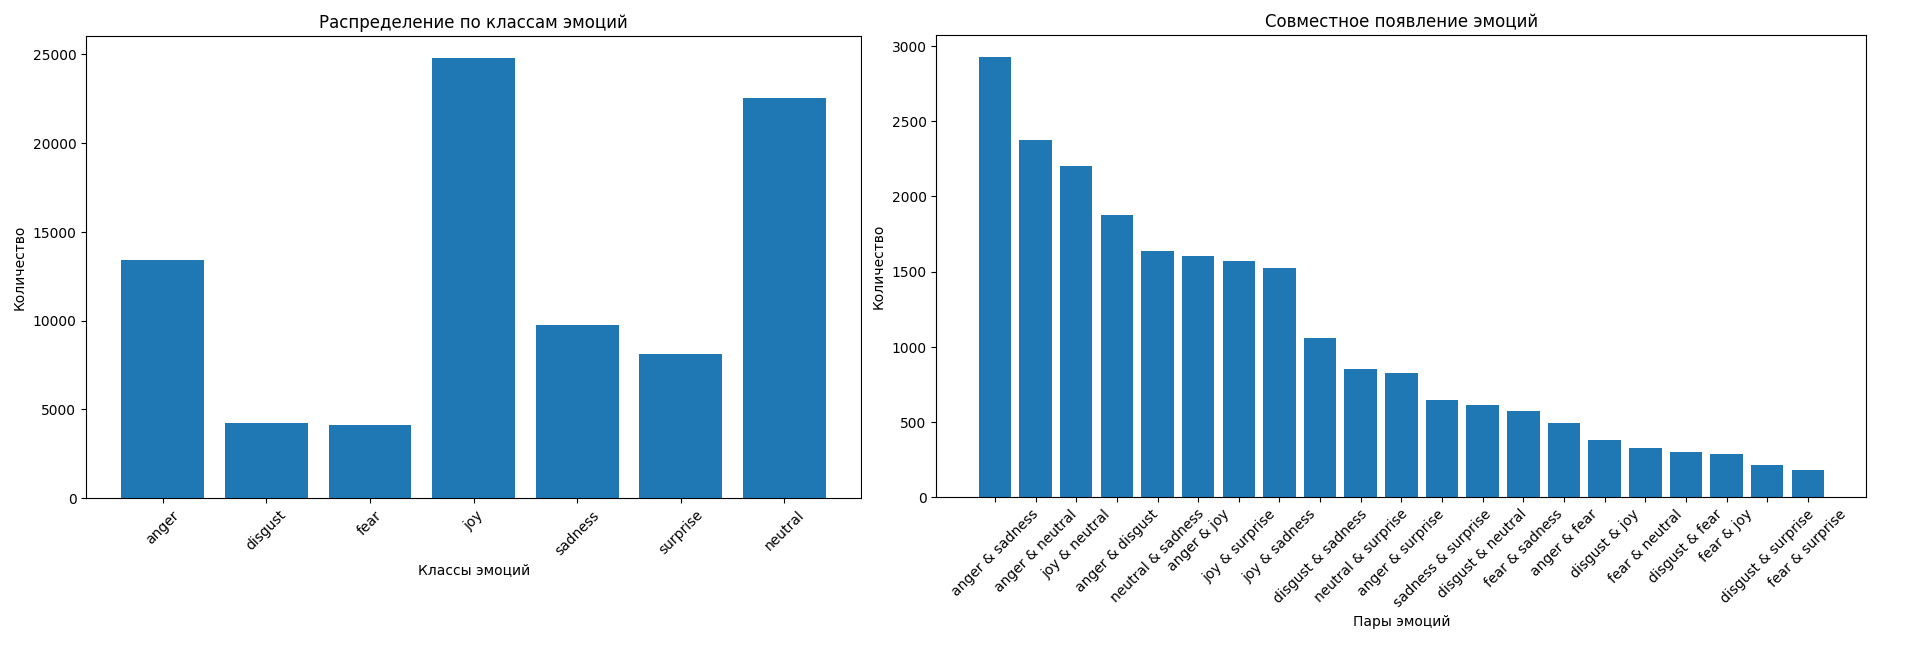 Распределение по классам эмоций
Количество
25000
20000
15000
10000
5000
0
anger
disgust
fear
joy
sadness
surprise
neutral
Классы эмоций
Совместное появление эмоций
Количество
3000
2500
2000
1500
1000
500
0
anger & sadness
anger & neutral
joy & neutral
anger & disgust
neutral & sadness
anger & joy
joy & surprise
joy & sadness
disgust & sadness
neutral & surprise
anger & surprise
sadness & surprise
disgust & neutral
fear & sadness
anger & fear
disgust & joy
fear & neutral
disgust & fear
fear & joy
disgust & surprise
fear & surprise
Пары эмоций